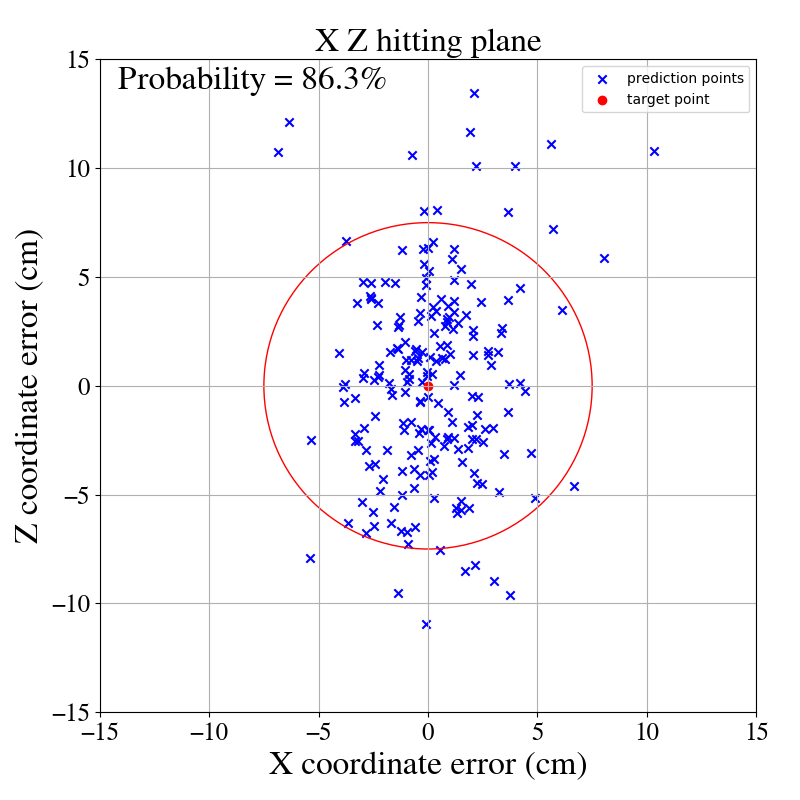 X Z hitting plane
Probability = 86.3%
prediction points
target point
Z coordinate error (cm)
15
10
5
0
−5
−10
−15
−15 −10 −5 0 5 10 15
X coordinate error (cm)